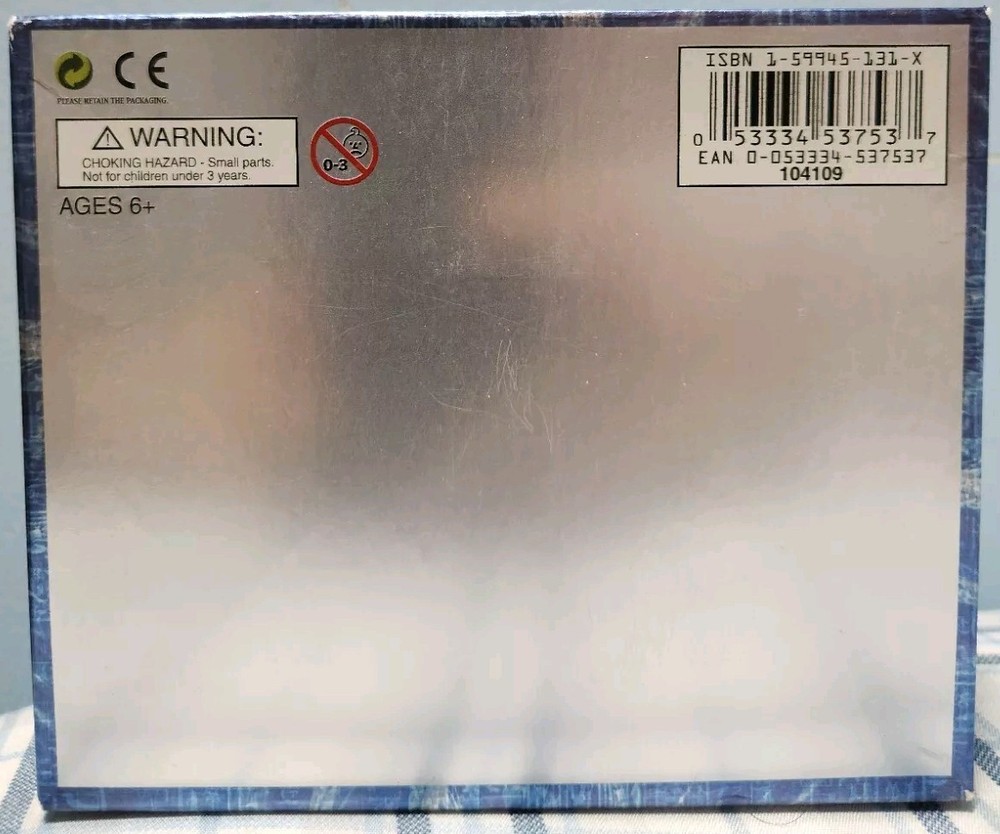 CE
PLEASE RETAIN THE PACKAGING.
WARNING:
CHOKING HAZARD - Small parts.
Not for children under 3 years.
0-3
AGES 6+
ISBN 1-59945-131-X
0 53334 53753 7
EAN 0-053334-537537
104109